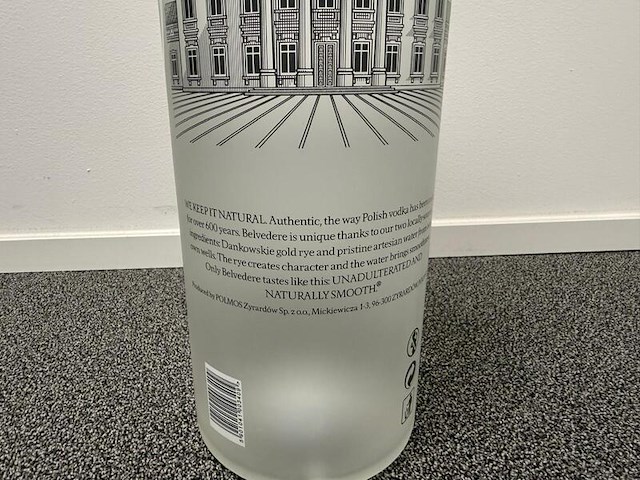 WE KEEP IT NATURAL. Authentic, the way Polish vodka has been
for over 600 years. Belvedere is unique thanks to our two locally
ingredients: Dankowskie gold rye and pristine artesian water
own wells. The rye creates character and the water brings
Only Belvedere tastes like this: UNADULTERATED AND
NATURALLY SMOOTH.®
Produced by POLMOS Żyrardów Sp. z o.o., Mickiewicza 1-3, 96-300 ŻYRARDÓW